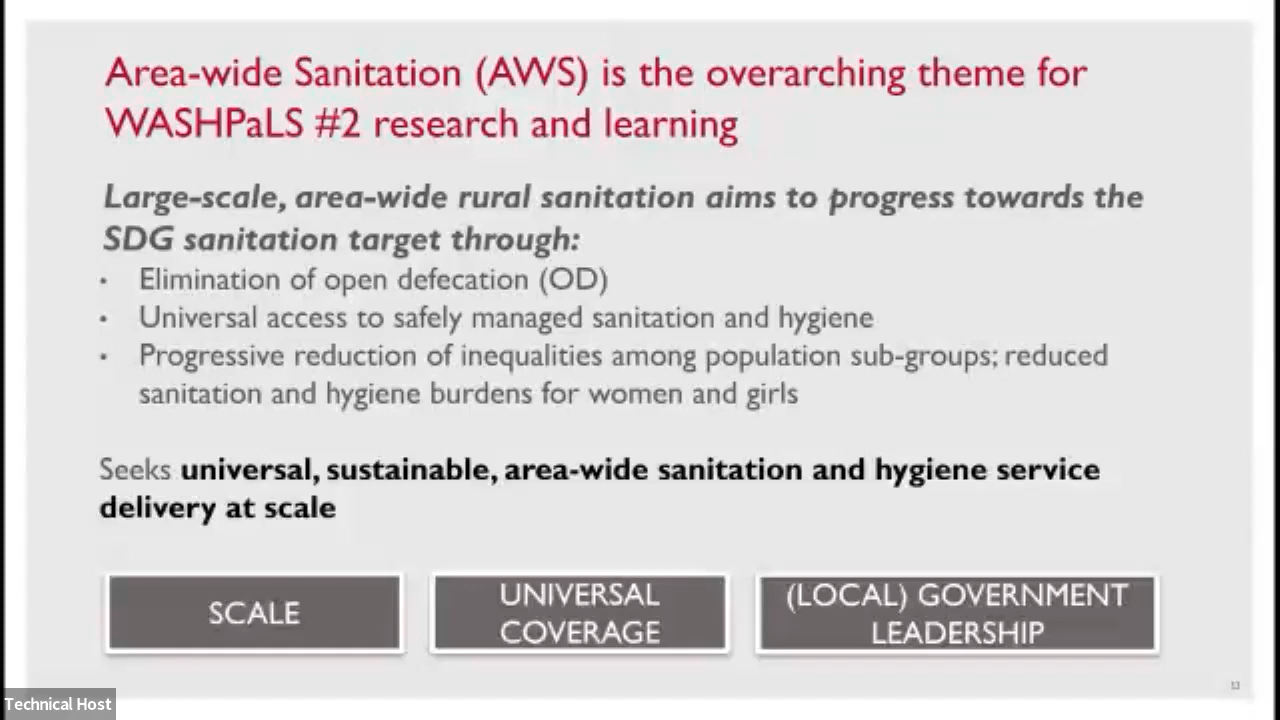 Area-wide Sanitation (AWS) is the overarching theme for
WASHPaLS #2 research and learning
Large-scale, area-wide rural sanitation aims to progress towards the
SDG sanitation target through:
• Elimination of open defecation (OD)
• Universal access to safely managed sanitation and hygiene
• Progressive reduction of inequalities among population sub-groups; reduced
sanitation and hygiene burdens for women and girls
Seeks universal, sustainable, area-wide sanitation and hygiene service
delivery at scale
SCALE
UNIVERSAL
COVERAGE
(LOCAL) GOVERNMENT
LEADERSHIP
Technical Host